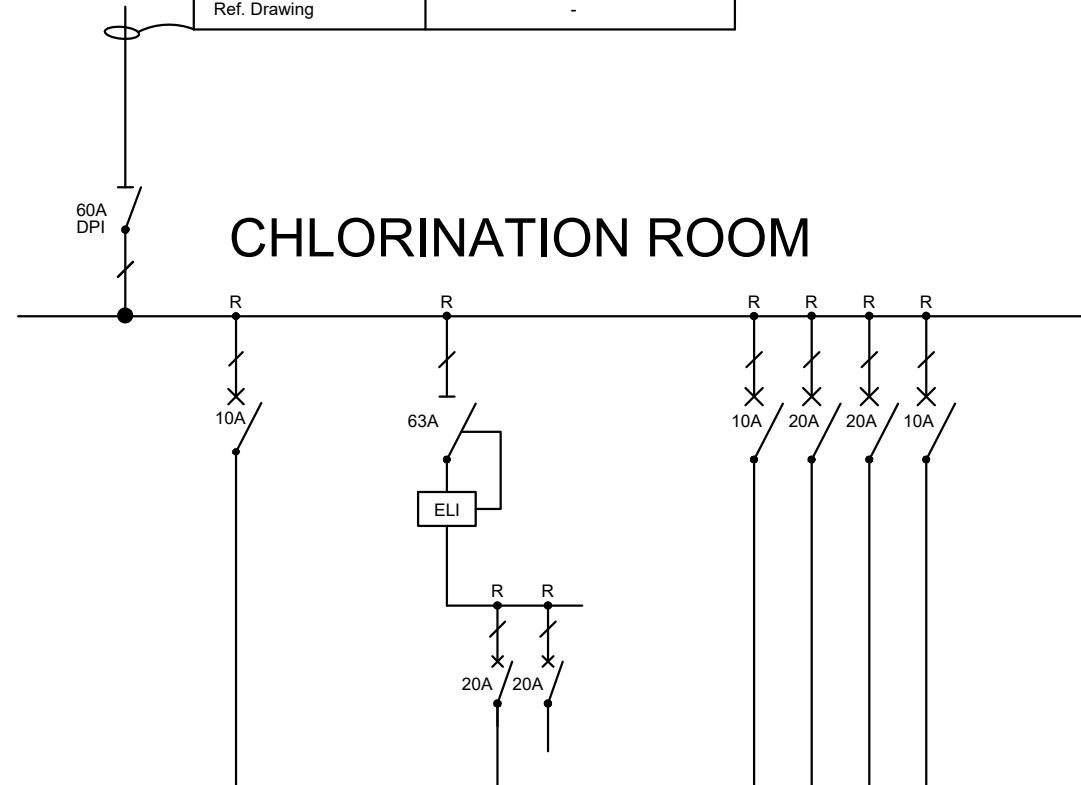 Ref. Drawing -
60A
DPI
CHLORINATION ROOM
R R R R R R
10A 63A 10A 20A 20A 10A
ELI
R R
20A 20A